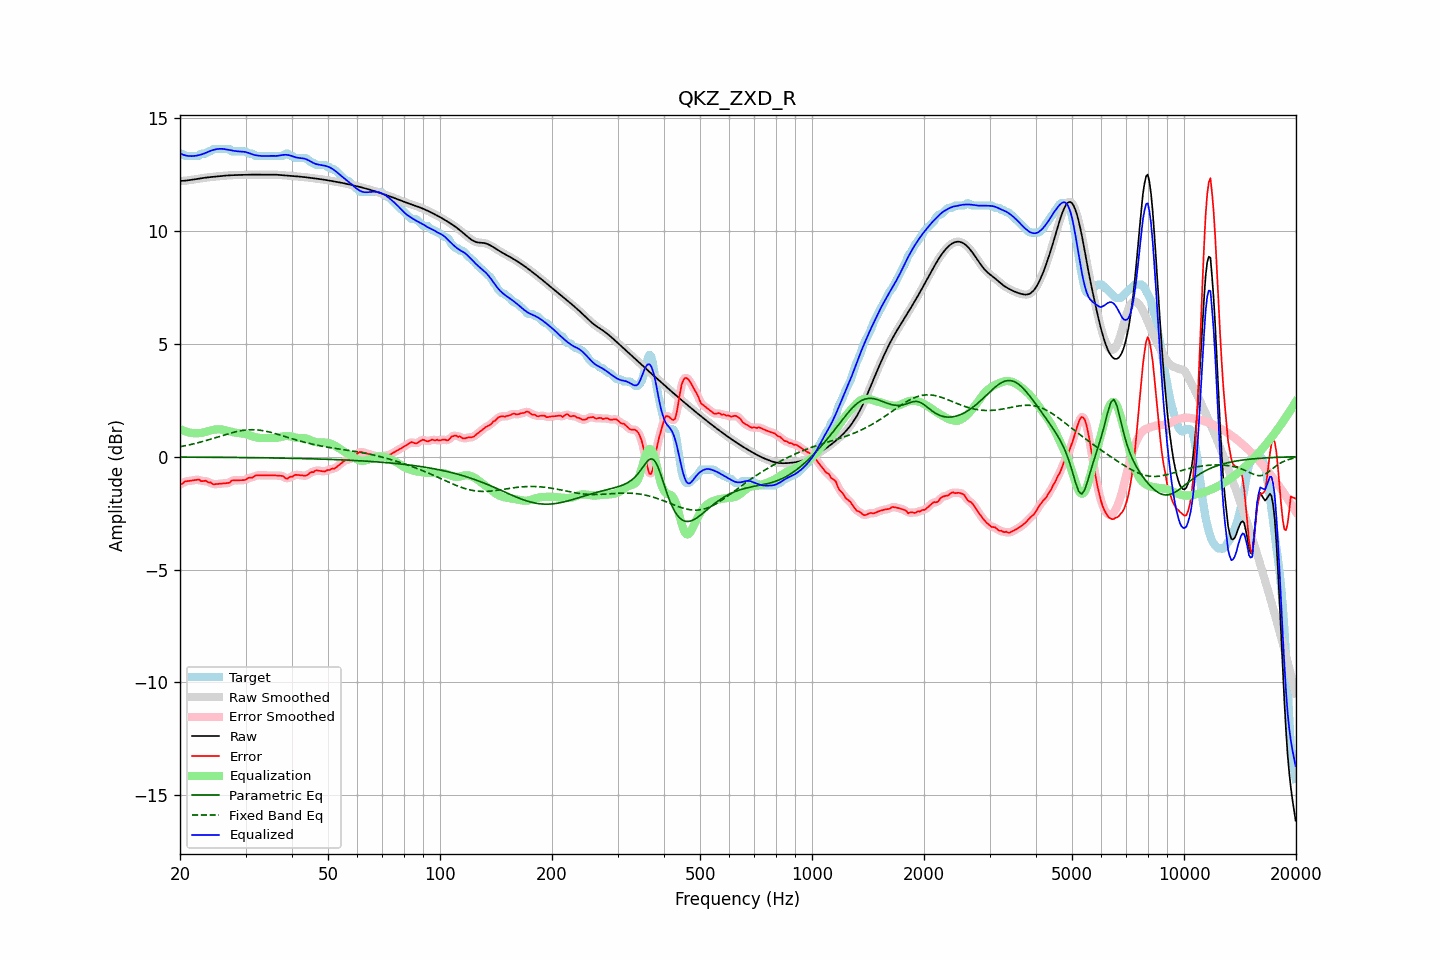 QKZ_ZXD_R
15
10
5
0
−5
−10
−15
Amplitude (dBr)
Target
Raw Smoothed
Error Smoothed
Raw
Error
Equalization
Parametric Eq
Fixed Band Eq
Equalized
20 50 100 200 500 1000 2000 5000 10000 20000
Frequency (Hz)